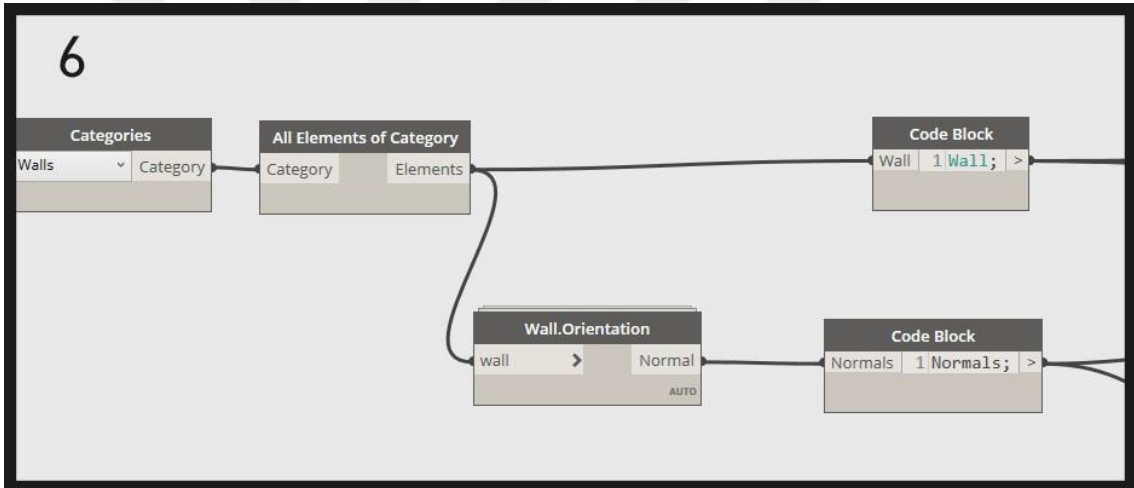 6
Categories
Walls
Category
All Elements of Category
Category
Elements
Code Block
Wall 1 Wall; >
Wall.Orientation
wall > Normal
AUTO
Code Block
Normals 1 Normals; >